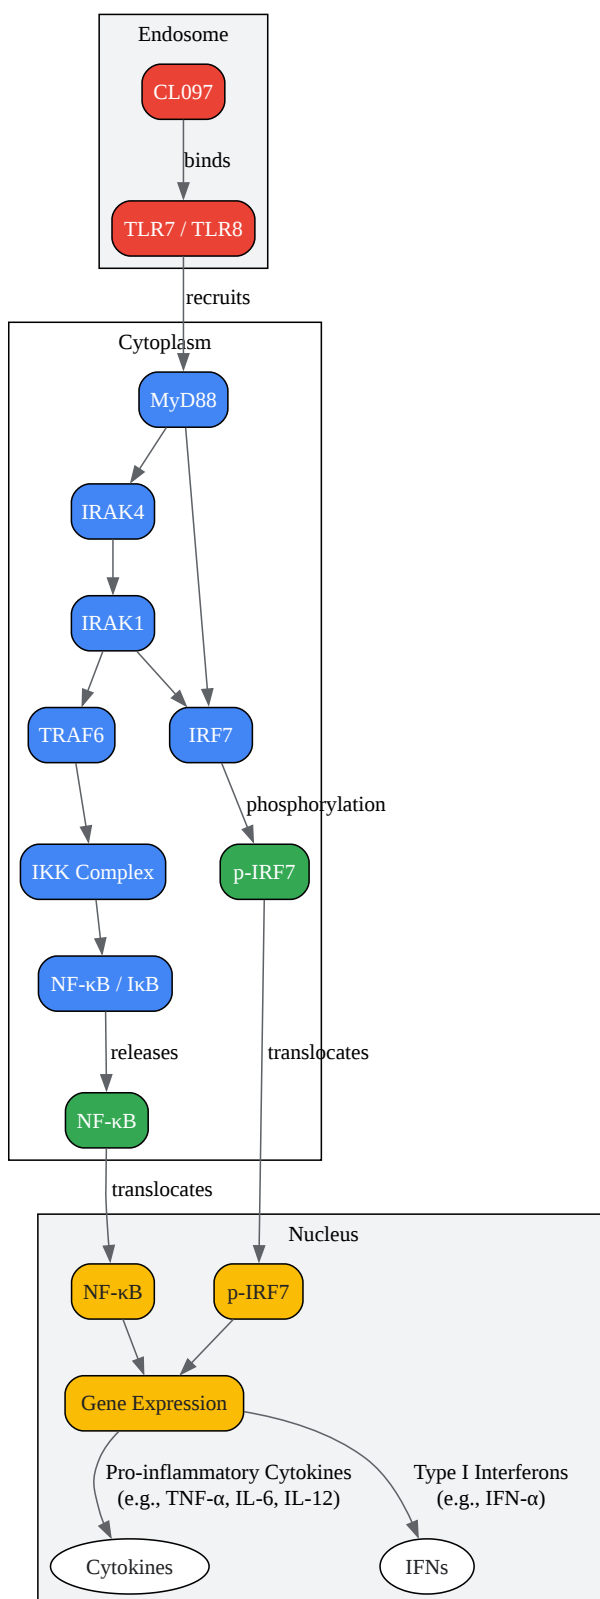 Endosome
CL097
binds
TLR7 / TLR8
recruits
Cytoplasm
MyD88
IRAK4
IRAK1
TRAF6
IRF7
phosphorylation
IKK Complex
p-IRF7
NF-κB / IκB
releases
translocates
NF-κB
translocates
Nucleus
NF-κB
p-IRF7
Gene Expression
Pro-inflammatory Cytokines
(e.g., TNF-α, IL-6, IL-12)
Type I Interferons
(e.g., IFN-α)
Cytokines
IFNs